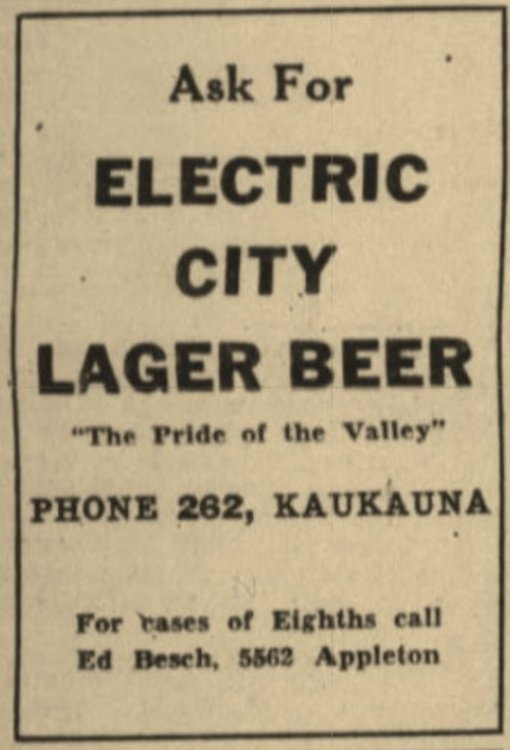 Ask For
ELECTRIC
CITY
LAGER BEER
"The Pride of the Valley"
PHONE 262, KAUKAUNA
For cases of Eighths call
Ed Besch, 5562 Appleton